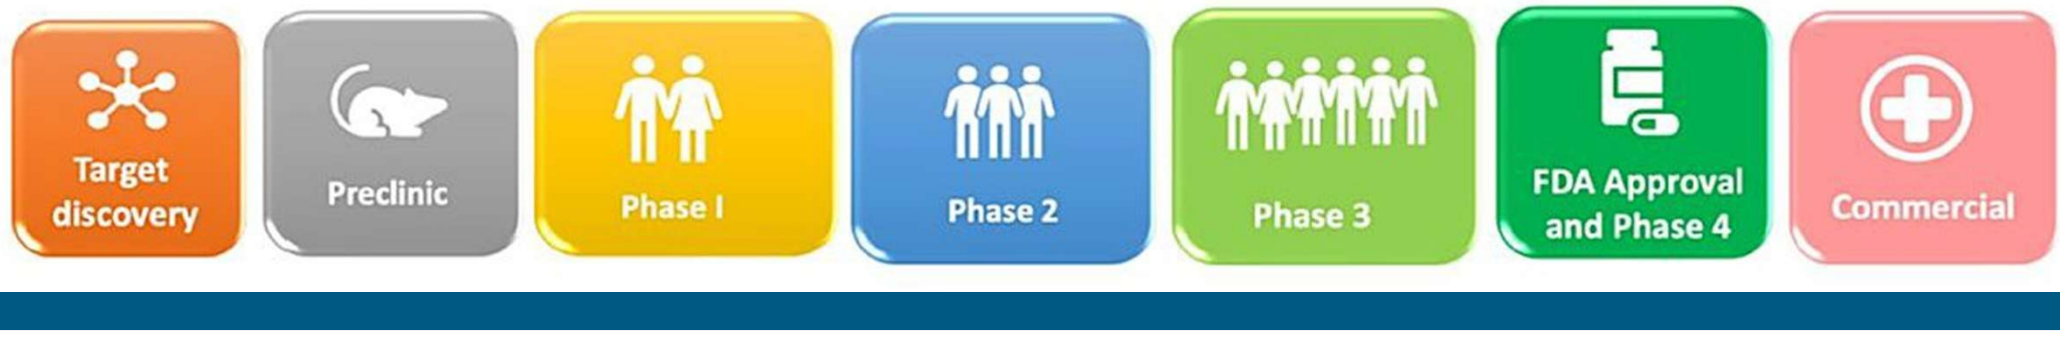 Target
discovery
Preclinic
Phase I
Phase 2
Phase 3
FDA Approval
and Phase 4
Commercial